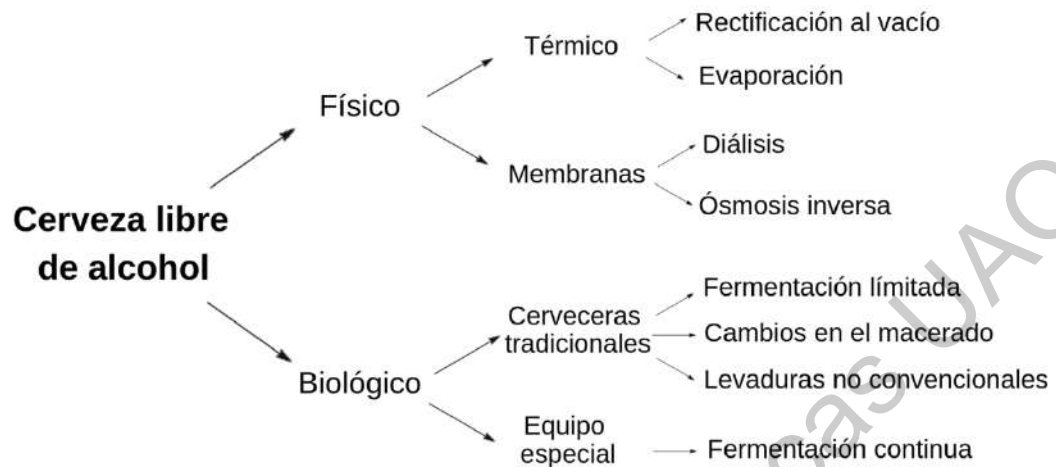 Cerveza libre
de alcohol
Físico
Térmico
Rectificación al vacío
Evaporación
Membranas
Diálisis
Ósmosis inversa
Biológico
Cerveceras
tradicionales
Fermentación límitada
Cambios en el macerado
Levaduras no convencionales
Equipo
especial
Fermentación continua